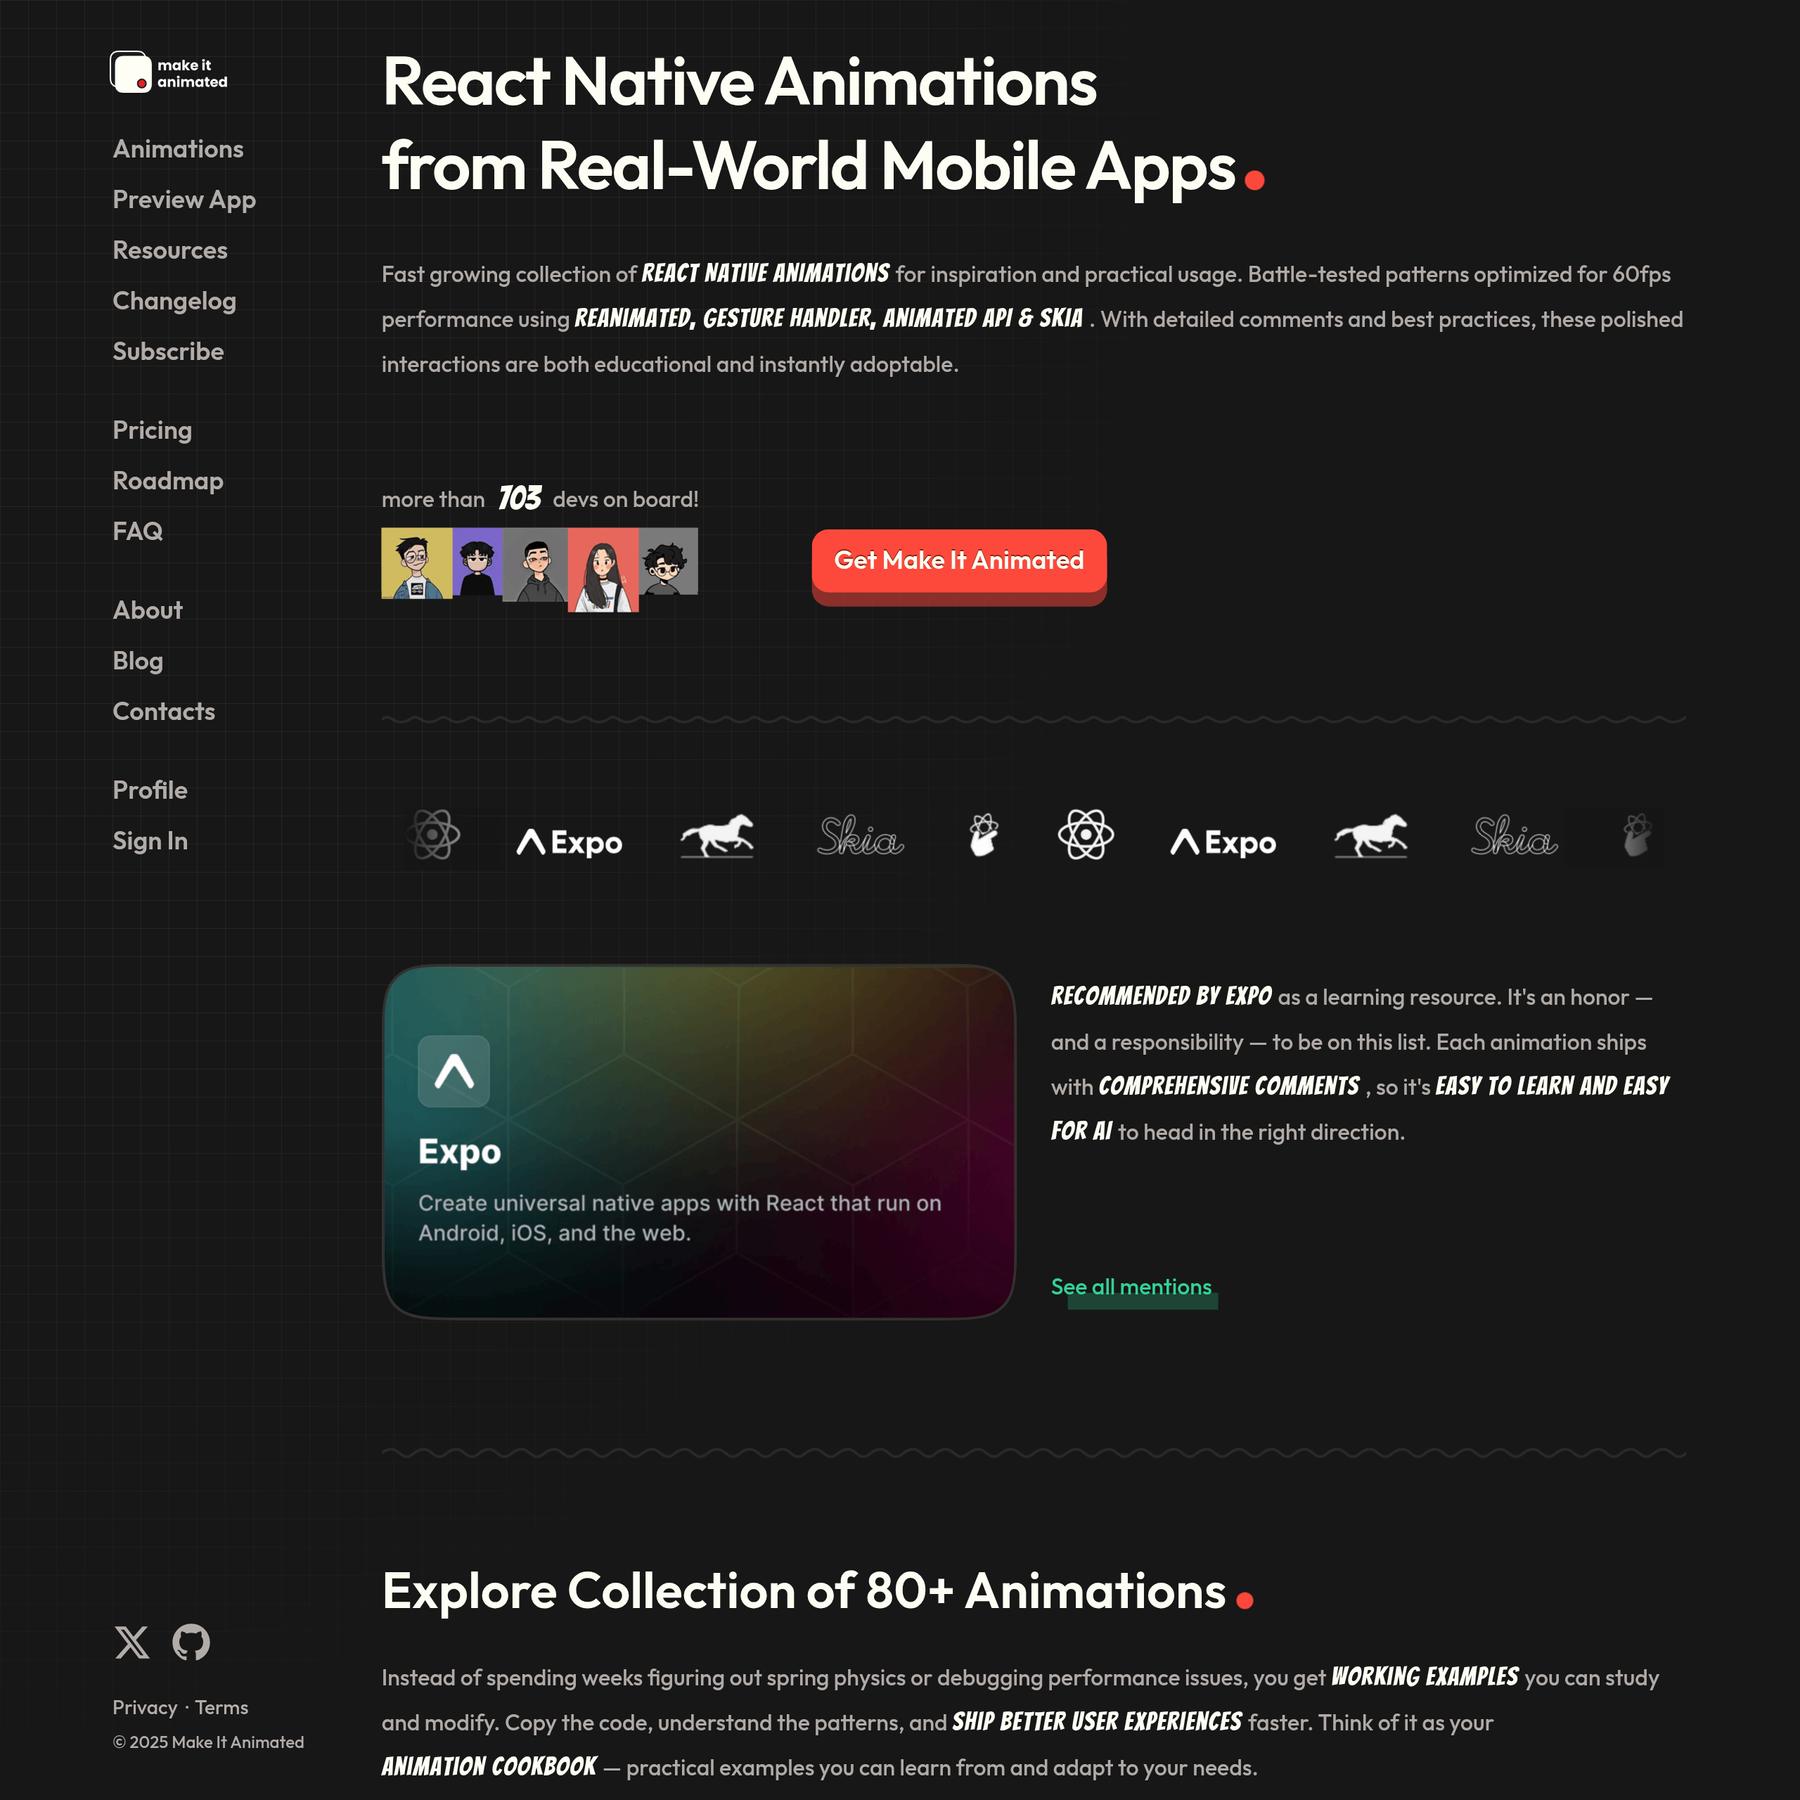 make it
animated
Animations
Preview App
Resources
Changelog
Subscribe
Pricing
Roadmap
FAQ
About
Blog
Contacts
Profile
Sign In
React Native Animations
from Real-World Mobile Apps
Fast growing collection of REACT NATIVE ANIMATIONS for inspiration and practical usage. Battle-tested patterns optimized for 60fps
performance using REANIMATED, GESTURE HANDLER, ANIMATED API & SKIA . With detailed comments and best practices, these polished
interactions are both educational and instantly adoptable.
more than 703 devs on board!
Get Make It Animated
Expo Skia Expo Skia
Expo
Create universal native apps with React that run on
Android, iOS, and the web.
RECOMMENDED BY EXPO as a learning resource. It's an honor —
and a responsibility — to be on this list. Each animation ships
with COMPREHENSIVE COMMENTS , so it's EASY TO LEARN AND EASY
FOR AI to head in the right direction.
See all mentions
Explore Collection of 80+ Animations
Instead of spending weeks figuring out spring physics or debugging performance issues, you get WORKING EXAMPLES you can study
and modify. Copy the code, understand the patterns, and SHIP BETTER USER EXPERIENCES faster. Think of it as your
ANIMATION COOKBOOK — practical examples you can learn from and adapt to your needs.
Privacy · Terms
© 2025 Make It Animated